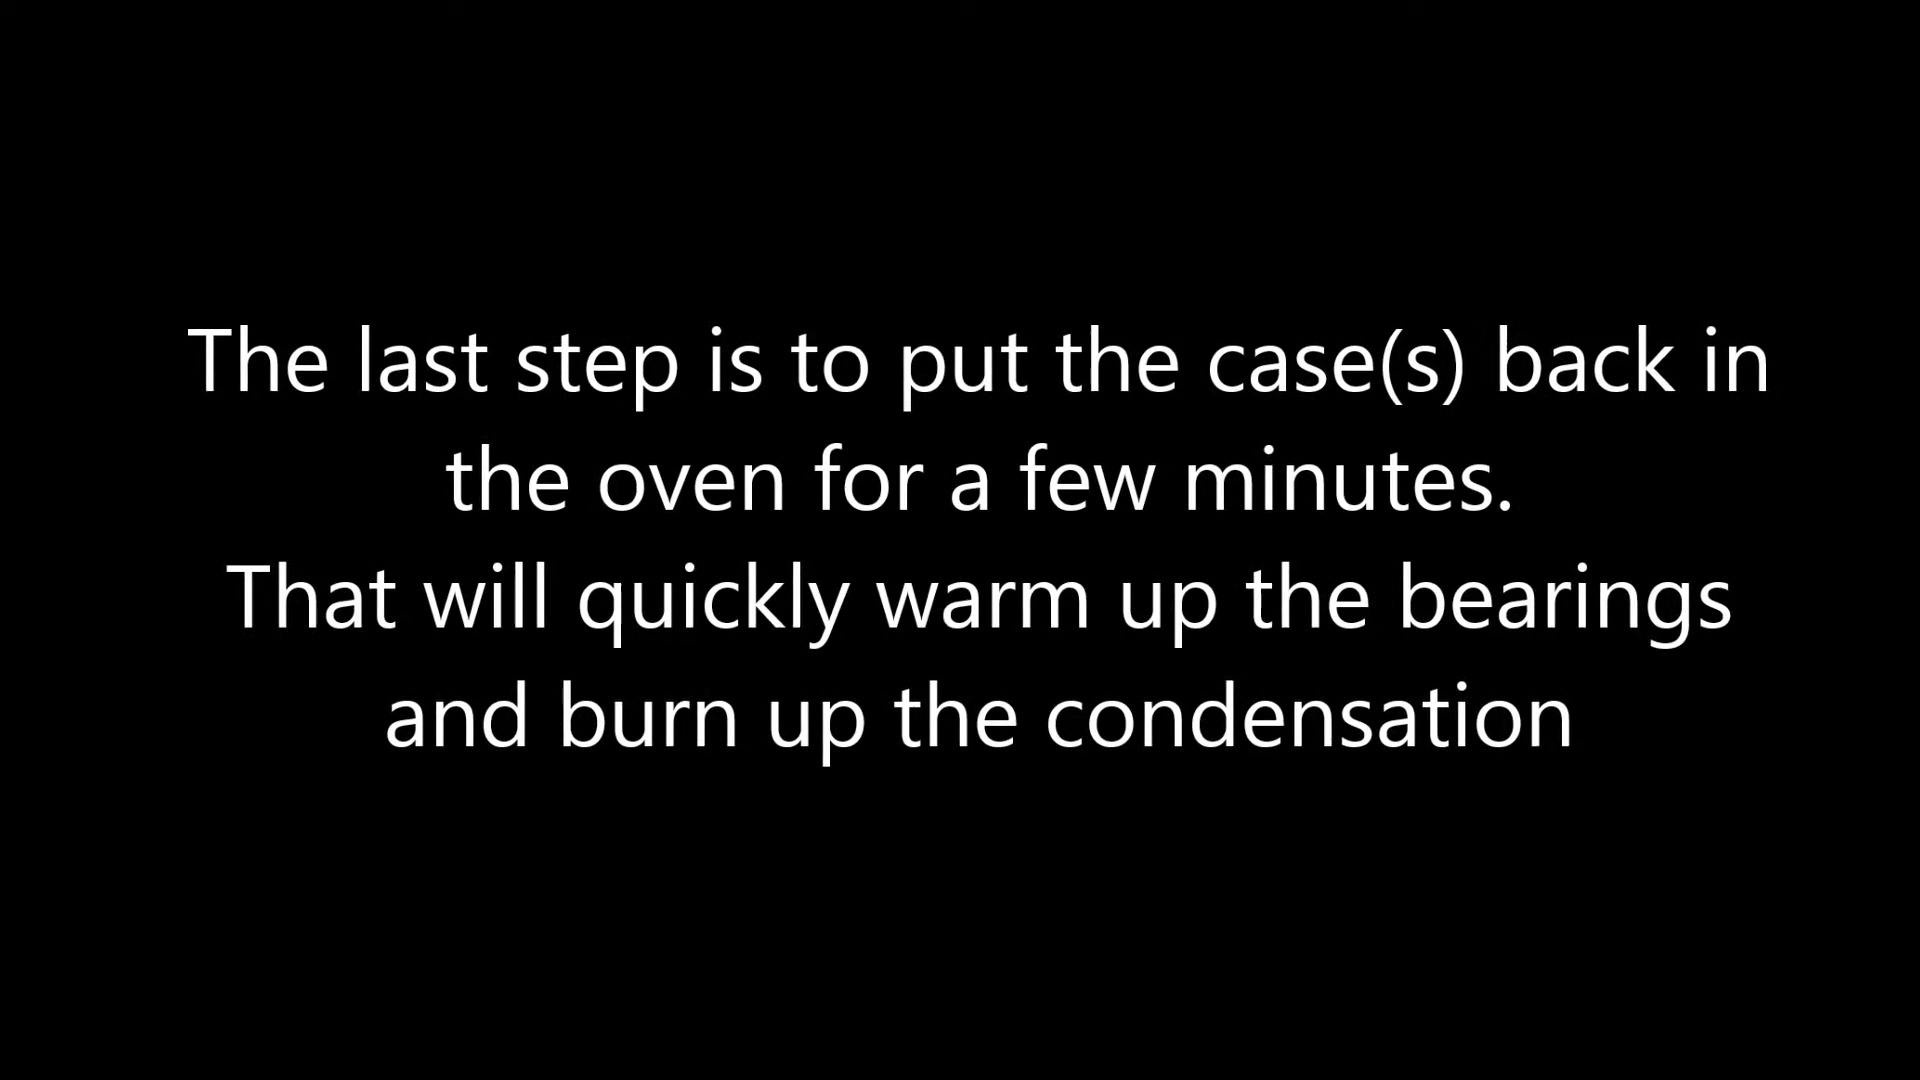 The last step is to put the case(s) back in
the oven for a few minutes.
That will quickly warm up the bearings
and burn up the condensation